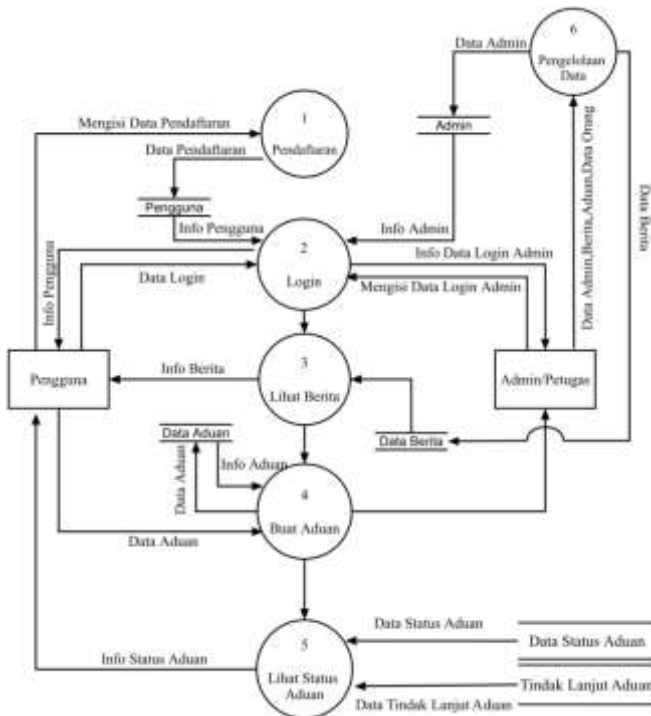 6
Pengelolaan
Data
Data Admin
Admin
1
Pendaftaran
Mengisi Data Pendaftaran
Data Pendaftaran
Pengguna
Info Pengguna
Info Admin
2
Login
Info Pengguna
Data Login
Info Data Login Admin
Mengisi Data Login Admin
Data Admin,Berita,Aduan,Data Orang
Data Berita
Pengguna
Info Berita
3
Lihat Berita
Admin/Petugas
Data Berita
Data Aduan
Info Aduan
Data Aduan
4
Buat Aduan
Data Aduan
5
Lihat Status
Aduan
Info Status Aduan
Data Status Aduan
Data Status Aduan
Tindak Lanjut Aduan
Data Tindak Lanjut Aduan